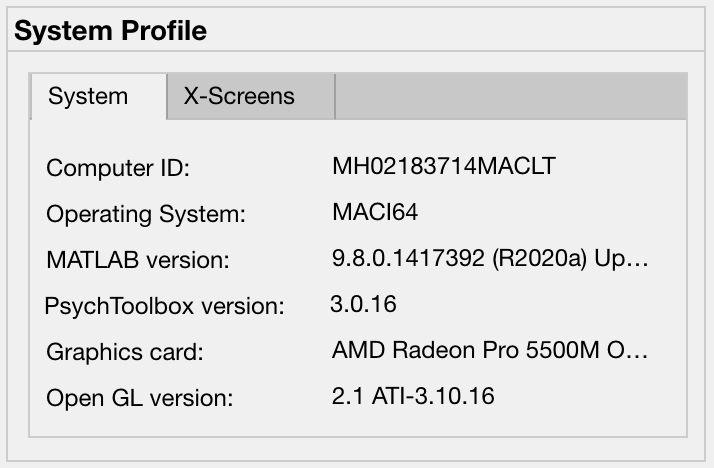 System Profile
System X-Screens
Computer ID: MH02183714MACLT
Operating System: MACI64
MATLAB version: 9.8.0.1417392 (R2020a) Up...
PsychToolbox version: 3.0.16
Graphics card: AMD Radeon Pro 5500M O...
Open GL version: 2.1 ATI-3.10.16